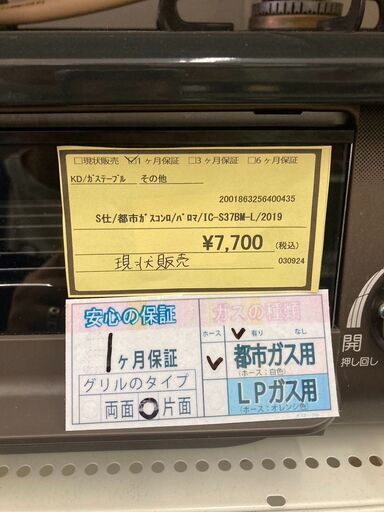 □現状販売 ☑1ヶ月保証 □3ヶ月保証 □6ヶ月保証
KD/ガステーブル その他
2001863256400435
S仕/都市ガスコンロ/パロマ/IC-S37BM-L/2019
¥7,700 (税込)
現状販売
030924
安心の保証
1ヶ月保証
グリルのタイプ
両面 ○ 片面
ガスの種類
ホース ✓ 有り なし
✓ 都市ガス用
(ホース：白色)
LPガス用
(ホース：オレンジ色)
開
押し回し